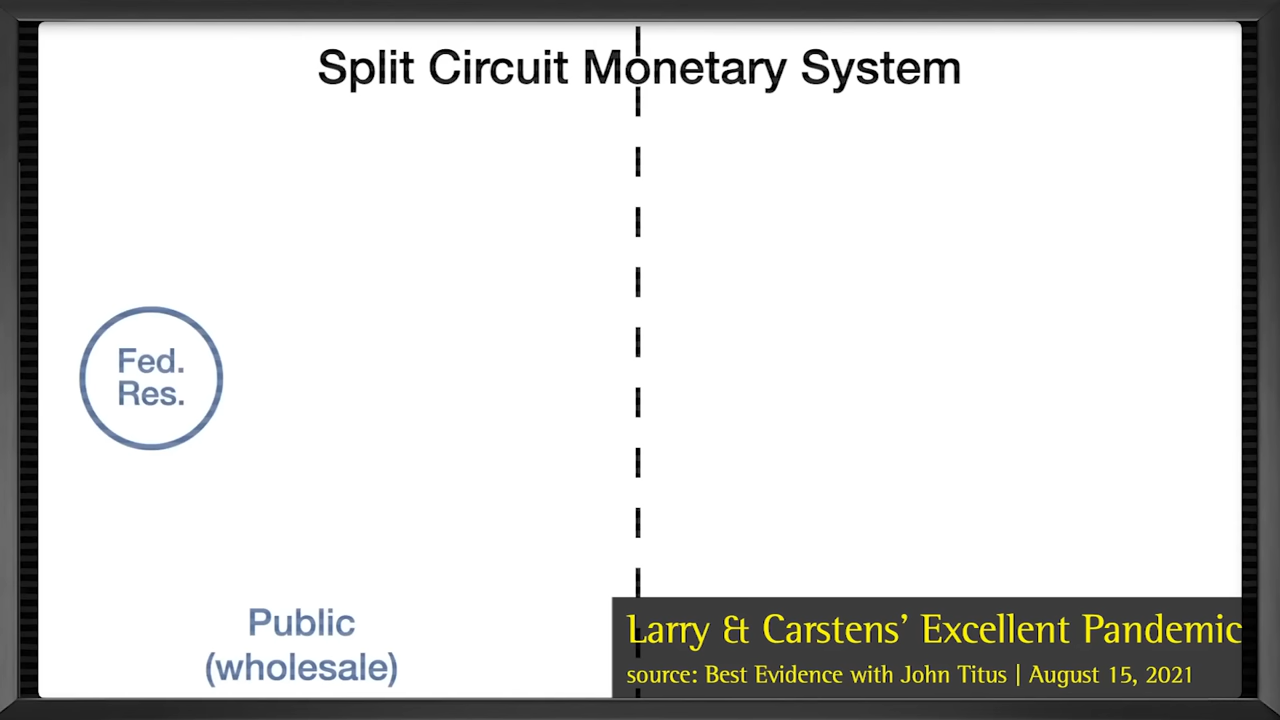 Split Circuit Monetary System
Fed.
Res.
Public
(wholesale)
Larry & Carstens’ Excellent Pandemic
source: Best Evidence with John Titus | August 15, 2021